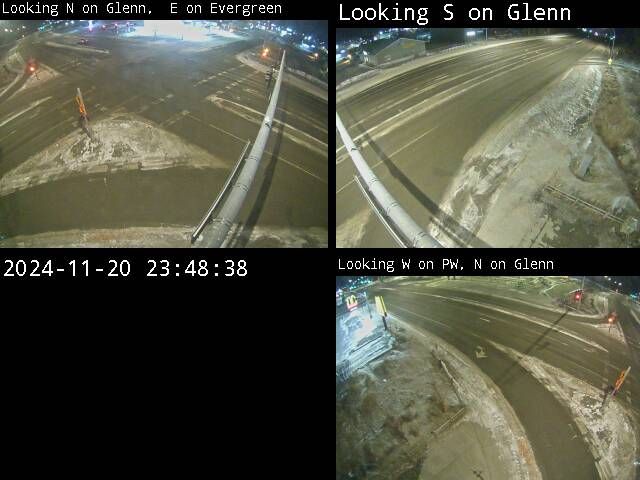 Looking N on Glenn,  E on Evergreen
Looking S on Glenn
2024-11-20 23:48:38
Looking W on PW, N on Glenn